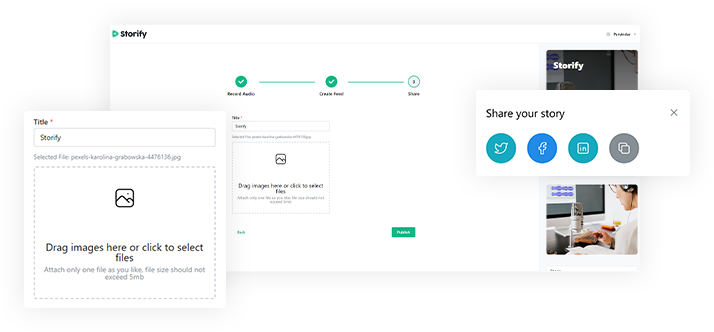 Storify
Parvinder
Record Audio
Create Feed
3
Share
Title *
Storify
Selected File: pexels-karolina-grabowska-4476136.jpg
Drag images here or click to select
files
Attach only one file as you like, file size should not
exceed 5mb
Title *
Storify
Selected File: pexels-karolina-grabowska-4476136.jpg
Drag images here or click to select
files
Attach only one file as you like, file size should not
exceed 5mb
Back
Publish
Storify
Share your story